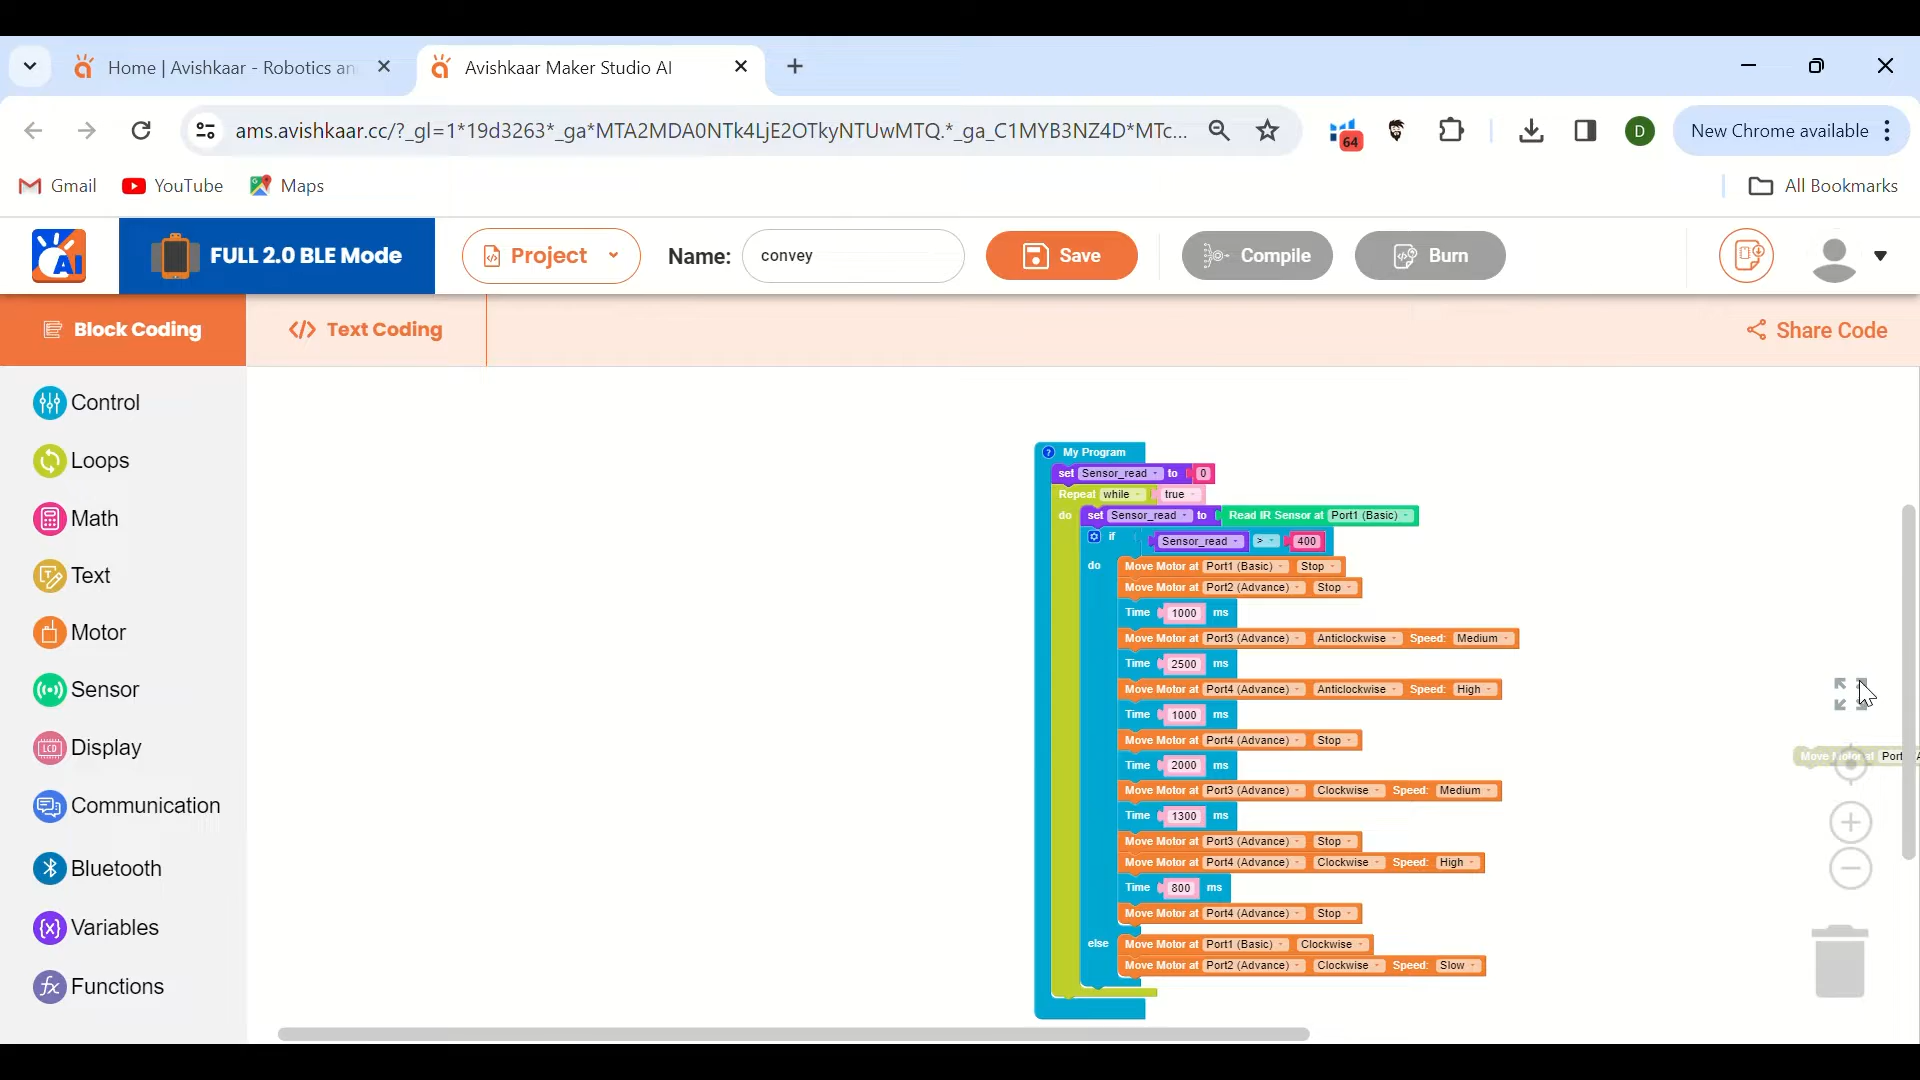 Home | Avishkaar - Robotics an
Avishkaar Maker Studio AI
ams.avishkaar.cc/?_gl=1*19d3263*_ga*MTA2MDA0NTk4LjE2OTkyNTUwMTQ.*_ga_C1MYB3NZ4D*MTc...
64
D
New Chrome available
Gmail
YouTube
Maps
All Bookmarks
AI
FULL 2.0 BLE Mode
Project
Name:
convey
Save
Compile
Burn
Block Coding
</> Text Coding
Share Code
Control
Loops
Math
Text
Motor
Sensor
LCD Display
Communication
Bluetooth
{x} Variables
fx Functions
? My Program
set Sensor_read to 0
Repeat while true
do set Sensor_read to Read IR Sensor at Port1 (Basic)
if Sensor_read > 400
do Move Motor at Port1 (Basic) Stop
Move Motor at Port2 (Advance) Stop
Time 1000 ms
Move Motor at Port3 (Advance) Anticlockwise Speed: Medium
Time 2500 ms
Move Motor at Port4 (Advance) Anticlockwise Speed: High
Time 1000 ms
Move Motor at Port4 (Advance) Stop
Move Motor at Port
Time 2000 ms
Move Motor at Port3 (Advance) Clockwise Speed: Medium
Time 1300 ms
Move Motor at Port3 (Advance) Stop
Move Motor at Port4 (Advance) Clockwise Speed: High
Time 800 ms
Move Motor at Port4 (Advance) Stop
else Move Motor at Port1 (Basic) Clockwise
Move Motor at Port2 (Advance) Clockwise Speed: Slow